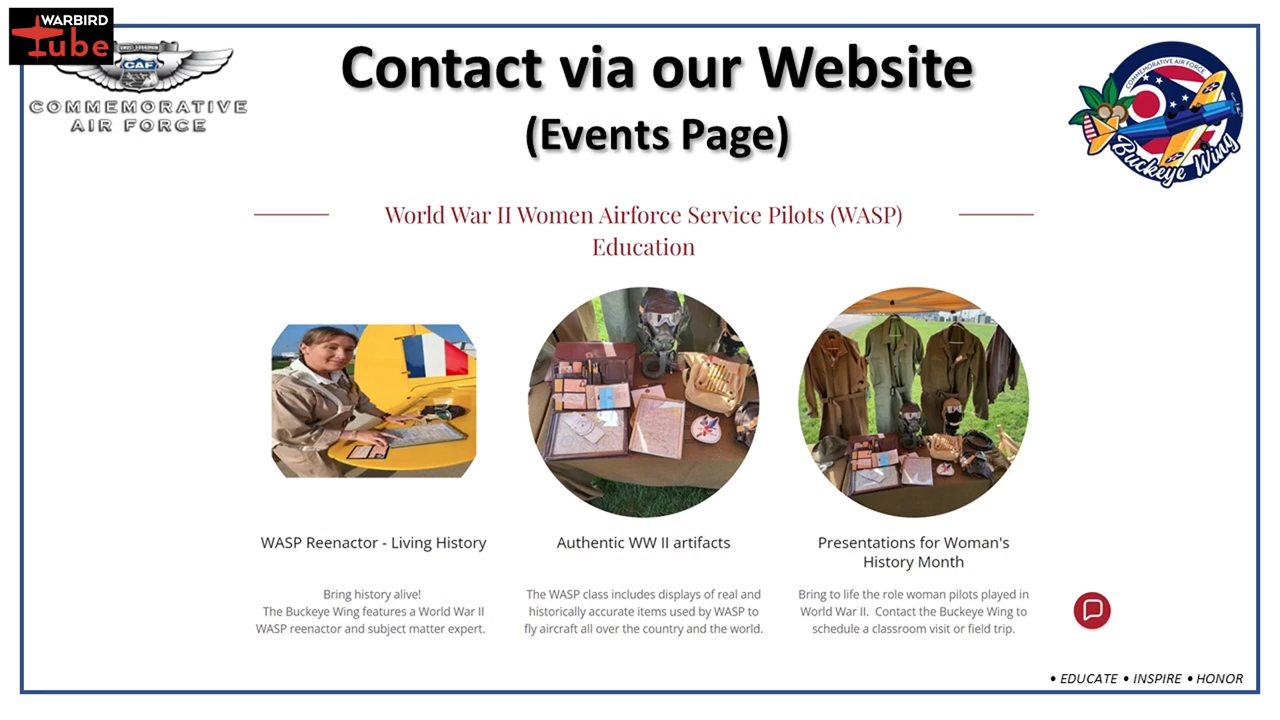 WARBIRD
Tube
GHOST SQUADRON
CAF
COMMEMORATIVE
AIR FORCE
Contact via our Website
(Events Page)
COMMEMORATIVE AIR FORCE
Buckeye Wing
World War II Women Airforce Service Pilots (WASP)
Education
WASP Reenactor - Living History
Authentic WW II artifacts
Presentations for Woman's
History Month
Bring history alive!
The Buckeye Wing features a World War II
WASP reenactor and subject matter expert.
The WASP class includes displays of real and
historically accurate items used by WASP to
fly aircraft all over the country and the world.
Bring to life the role woman pilots played in
World War II. Contact the Buckeye Wing to
schedule a classroom visit or field trip.
• EDUCATE • INSPIRE • HONOR